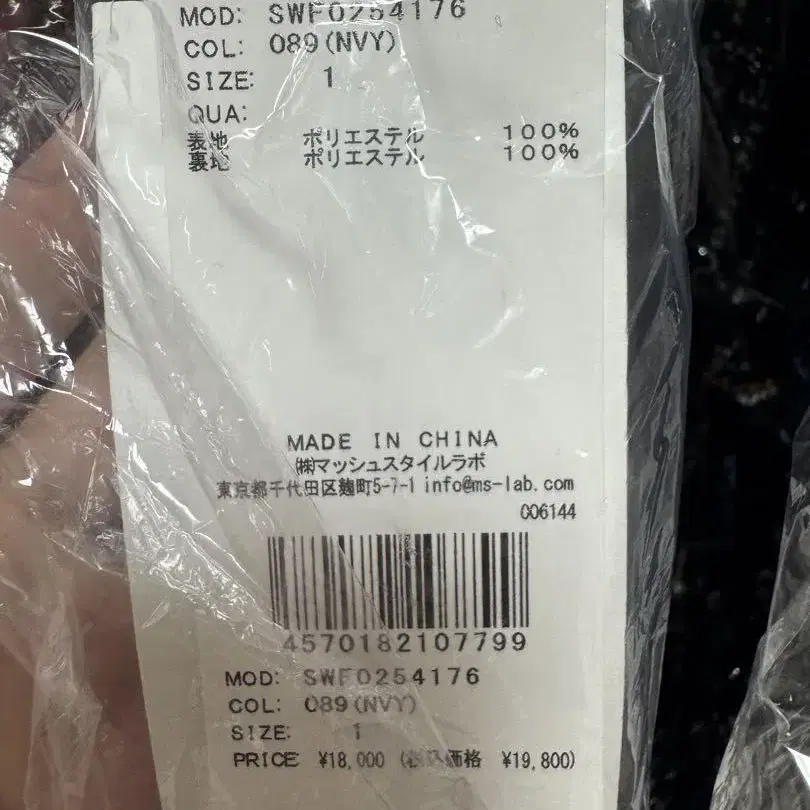 MOD: SWF0254176
COL: 089(NVY)
SIZE: 1
QUA:
表地 ポリエステル 100%
裏地 ポリエステル 100%
MADE IN CHINA
㈱マッシュスタイルラボ
東京都千代田区麹町5-7-1 info@ms-lab.com
006144
4570182107799
MOD: SWF0254176
COL: 089(NVY)
SIZE: 1
PRICE ¥18,000 (税込価格 ¥19,800)